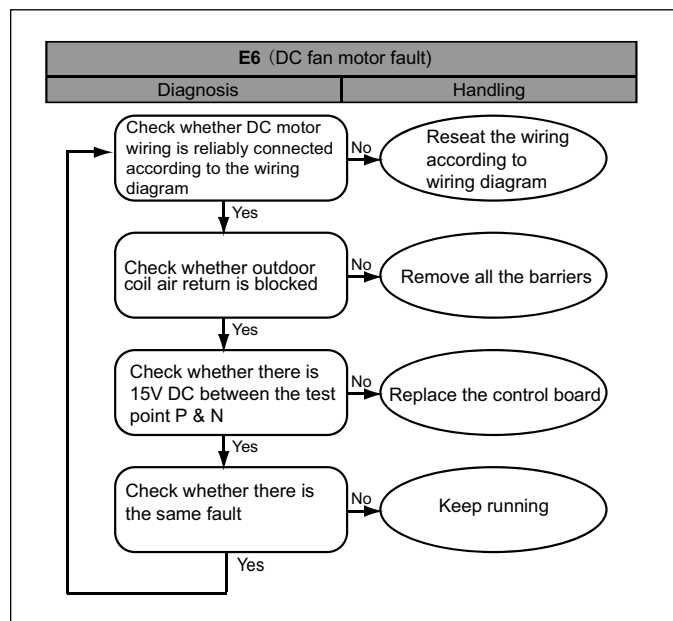 E6 (DC fan motor fault)
Diagnosis
Handling
Check whether DC motor
wiring is reliably connected
according to the wiring
diagram
No
Reseat the wiring
according to
wiring diagram
Yes
Check whether outdoor
coil air return is blocked
No
Remove all the barriers
Yes
Check whether there is
15V DC between the test
point P & N
No
Replace the control board
Yes
Check whether there is
the same fault
No
Keep running
Yes